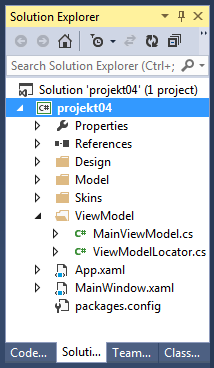 Solution Explorer
Search Solution Explorer (Ctrl+;
Solution 'projekt04' (1 project)
C# projekt04
Properties
References
Design
Model
Skins
ViewModel
C# MainViewModel.cs
C# ViewModelLocator.cs
App.xaml
MainWindow.xaml
packages.config
Code... Soluti... Team... Class...